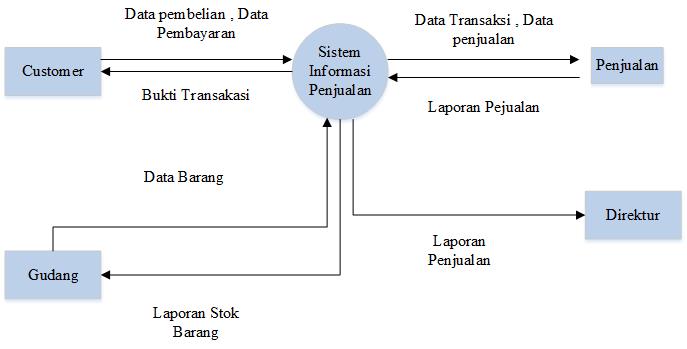 Data pembelian , Data
Pembayaran
Data Transaksi , Data
penjualan
Customer
Sistem
Informasi
Penjualan
Penjualan
Bukti Transakasi
Laporan Pejualan
Data Barang
Direktur
Laporan
Penjualan
Gudang
Laporan Stok
Barang